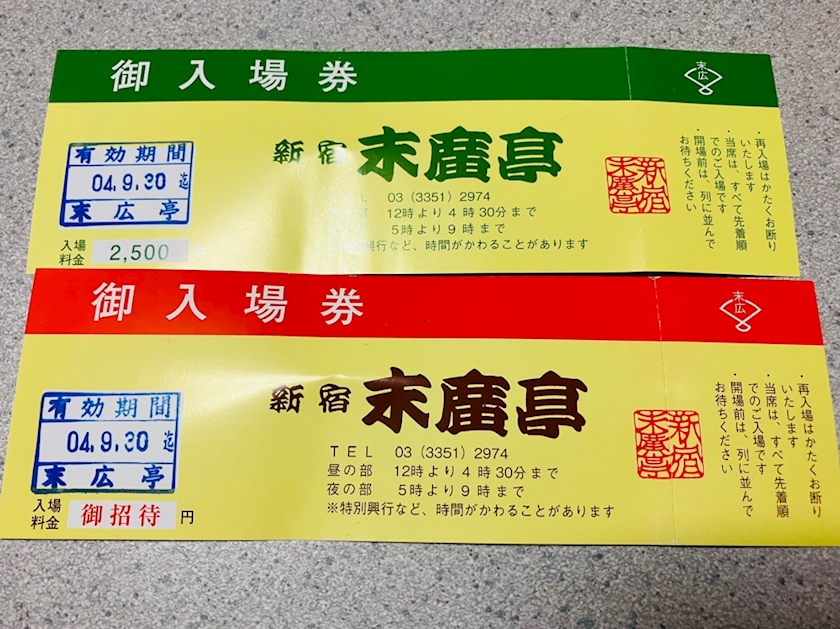 御入場券
末広
有効期間
04.9.30 迄
末広亭
入場料金 2,500 円
新宿 末廣亭
L 03 (3351) 2974
部 12時より4時30分まで
5時より9時まで
興行など、時間がかわることがあります
新宿末廣亭
・再入場はかたくお断り
いたします
・当席は、すべて先着順
でのご入場です
・開場前は、列に並んで
お待ちください
御入場券
末広
有効期間
04.9.30 迄
末広亭
入場料金 御招待 円
新宿 末廣亭
TEL 03 (3351) 2974
昼の部 12時より4時30分まで
夜の部 5時より9時まで
※特別興行など、時間がかわることがあります
新宿末廣亭
・再入場はかたくお断り
いたします
・当席は、すべて先着順
でのご入場です
・開場前は、列に並んで
お待ちください